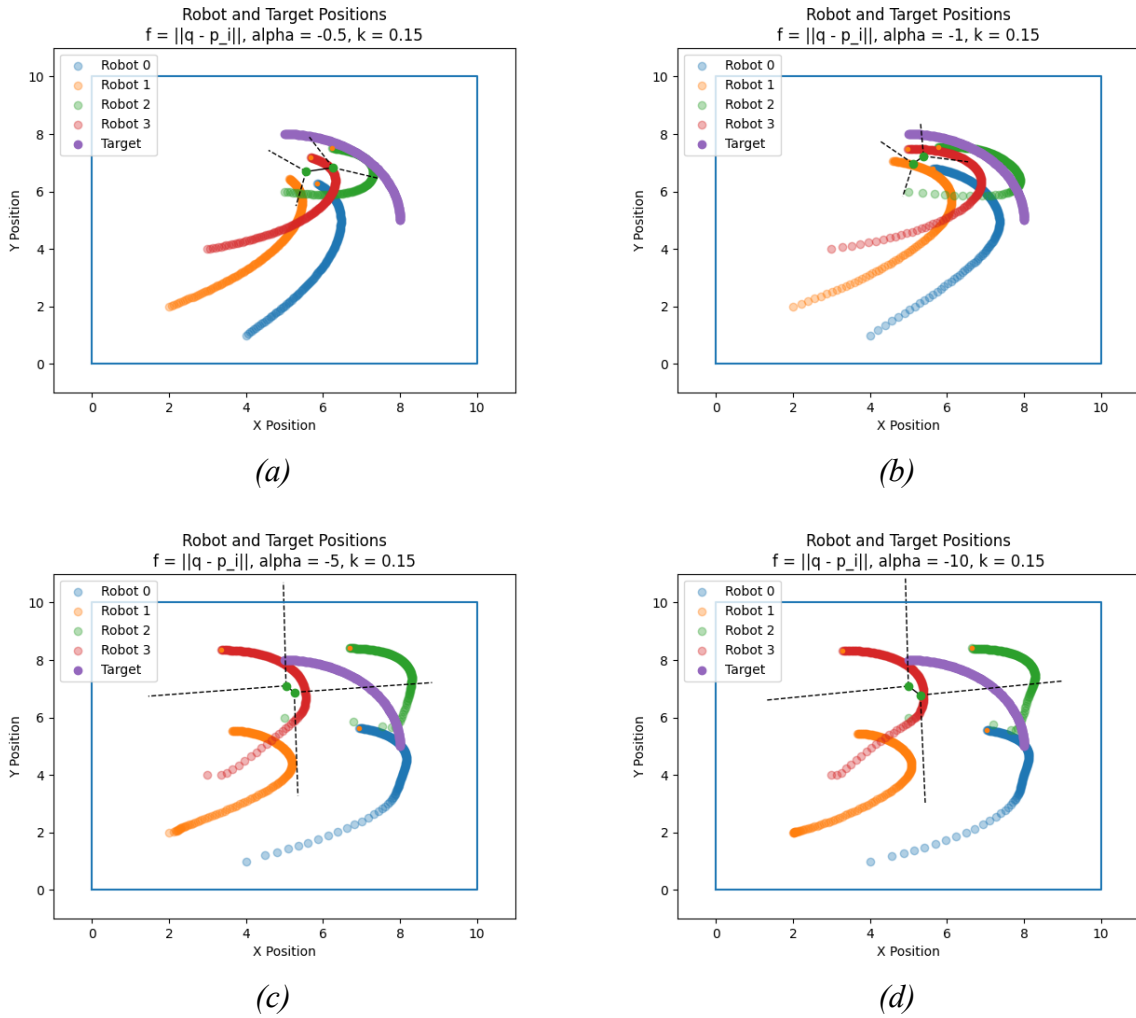 Robot and Target Positions
f = ||q - p_i||, alpha = -0.5, k = 0.15
Robot 0
Robot 1
Robot 2
Robot 3
Target
Y Position
10
8
6
4
2
0
0 2 4 6 8 10
X Position
(a)
Robot and Target Positions
f = ||q - p_i||, alpha = -1, k = 0.15
Robot 0
Robot 1
Robot 2
Robot 3
Target
Y Position
10
8
6
4
2
0
0 2 4 6 8 10
X Position
(b)
Robot and Target Positions
f = ||q - p_i||, alpha = -5, k = 0.15
Robot 0
Robot 1
Robot 2
Robot 3
Target
Y Position
10
8
6
4
2
0
0 2 4 6 8 10
X Position
(c)
Robot and Target Positions
f = ||q - p_i||, alpha = -10, k = 0.15
Robot 0
Robot 1
Robot 2
Robot 3
Target
Y Position
10
8
6
4
2
0
0 2 4 6 8 10
X Position
(d)